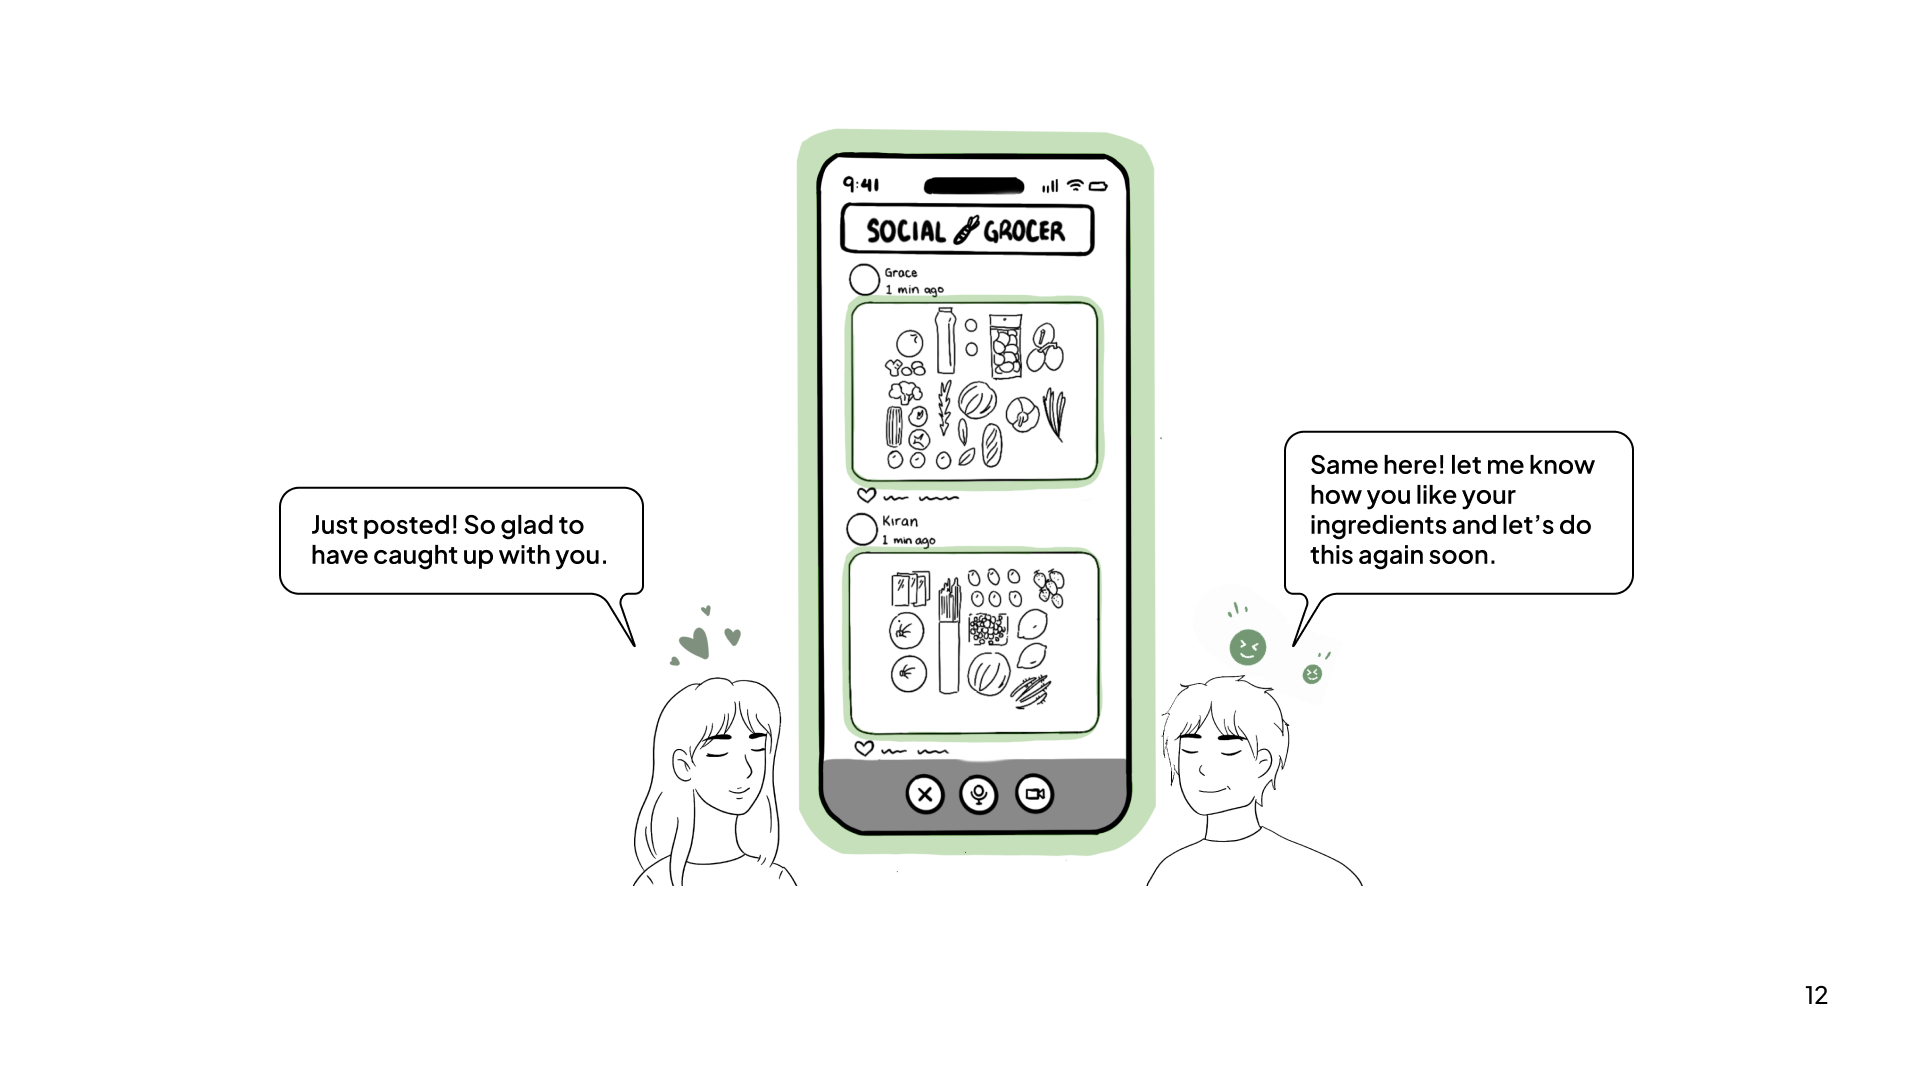 9:41
SOCIAL GROCER
Grace
1 min ago
Kiran
1 min ago
Just posted! So glad to
have caught up with you.
Same here! let me know
how you like your
ingredients and let’s do
this again soon.
12